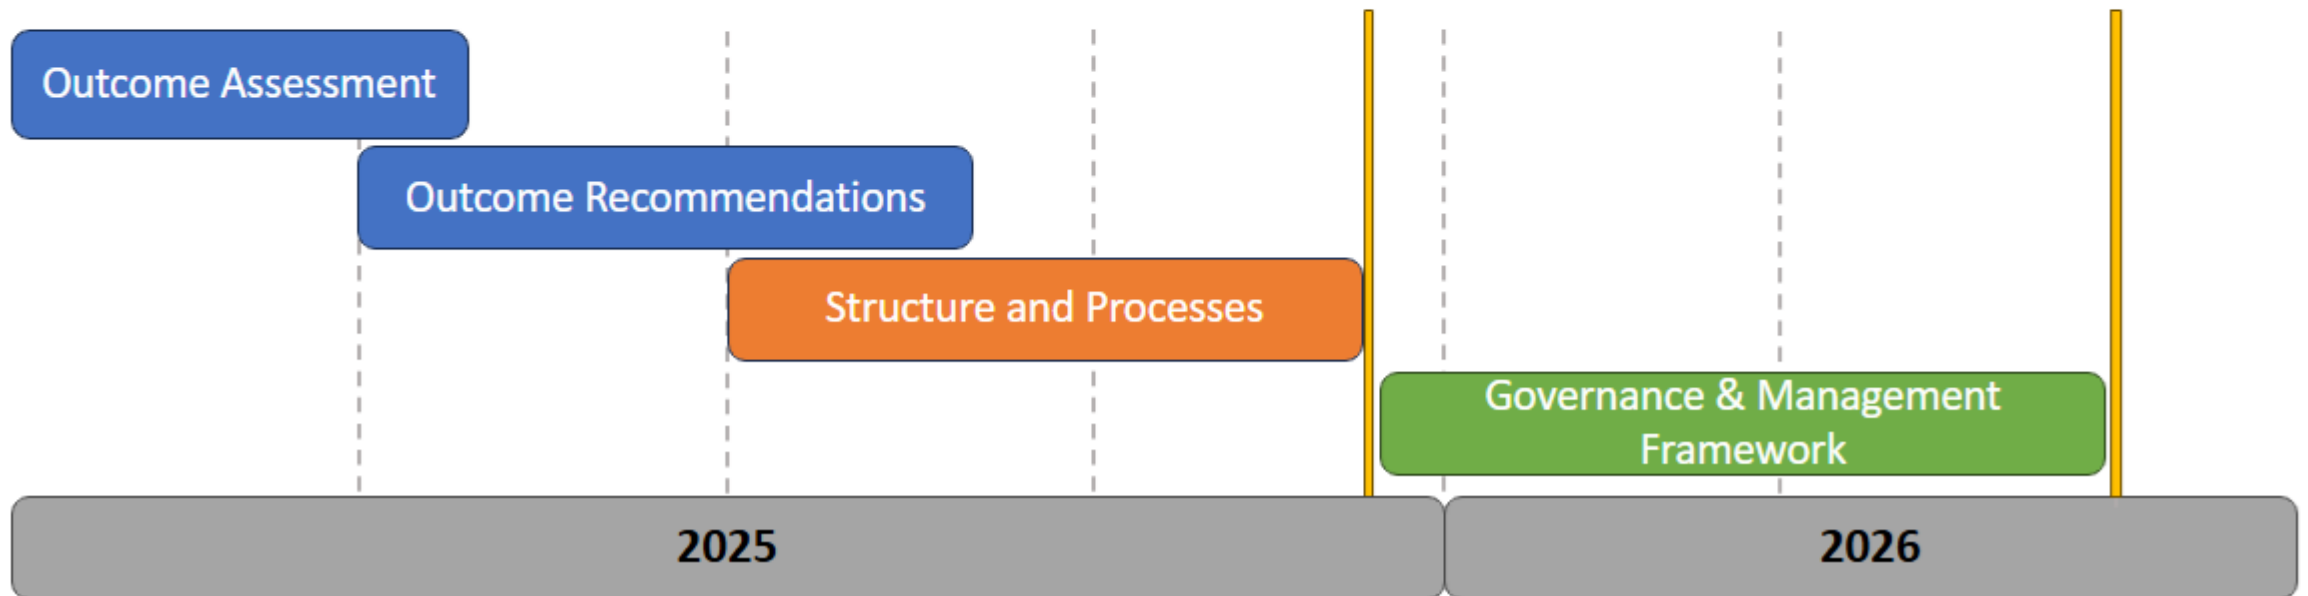 Outcome Assessment
Outcome Recommendations
Structure and Processes
Governance & Management
Framework
2025
2026